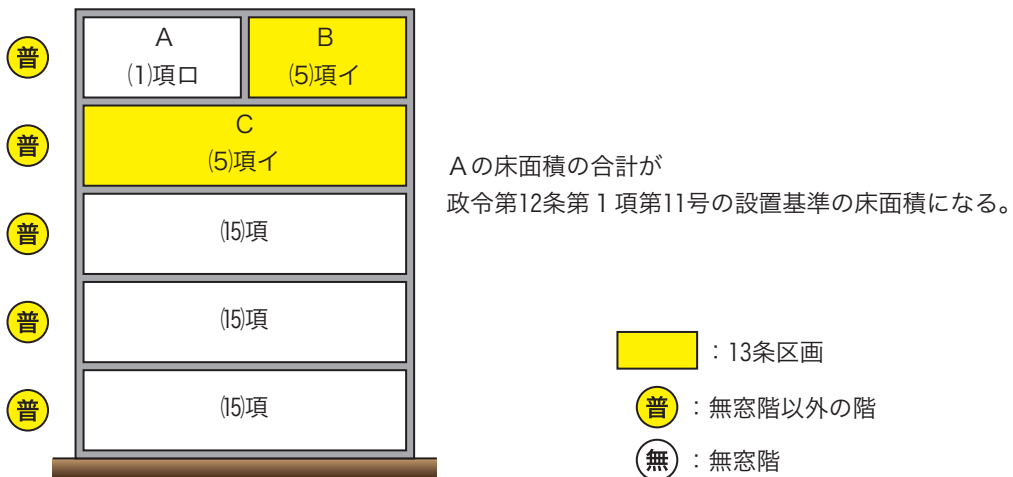 普
A
⑴項ロ
B
⑸項イ
普
C
⑸項イ
Aの床面積の合計が
政令第12条第1項第11号の設置基準の床面積になる。
普
⒂項
普
⒂項
：13条区画
普
⒂項
普：無窓階以外の階
無：無窓階